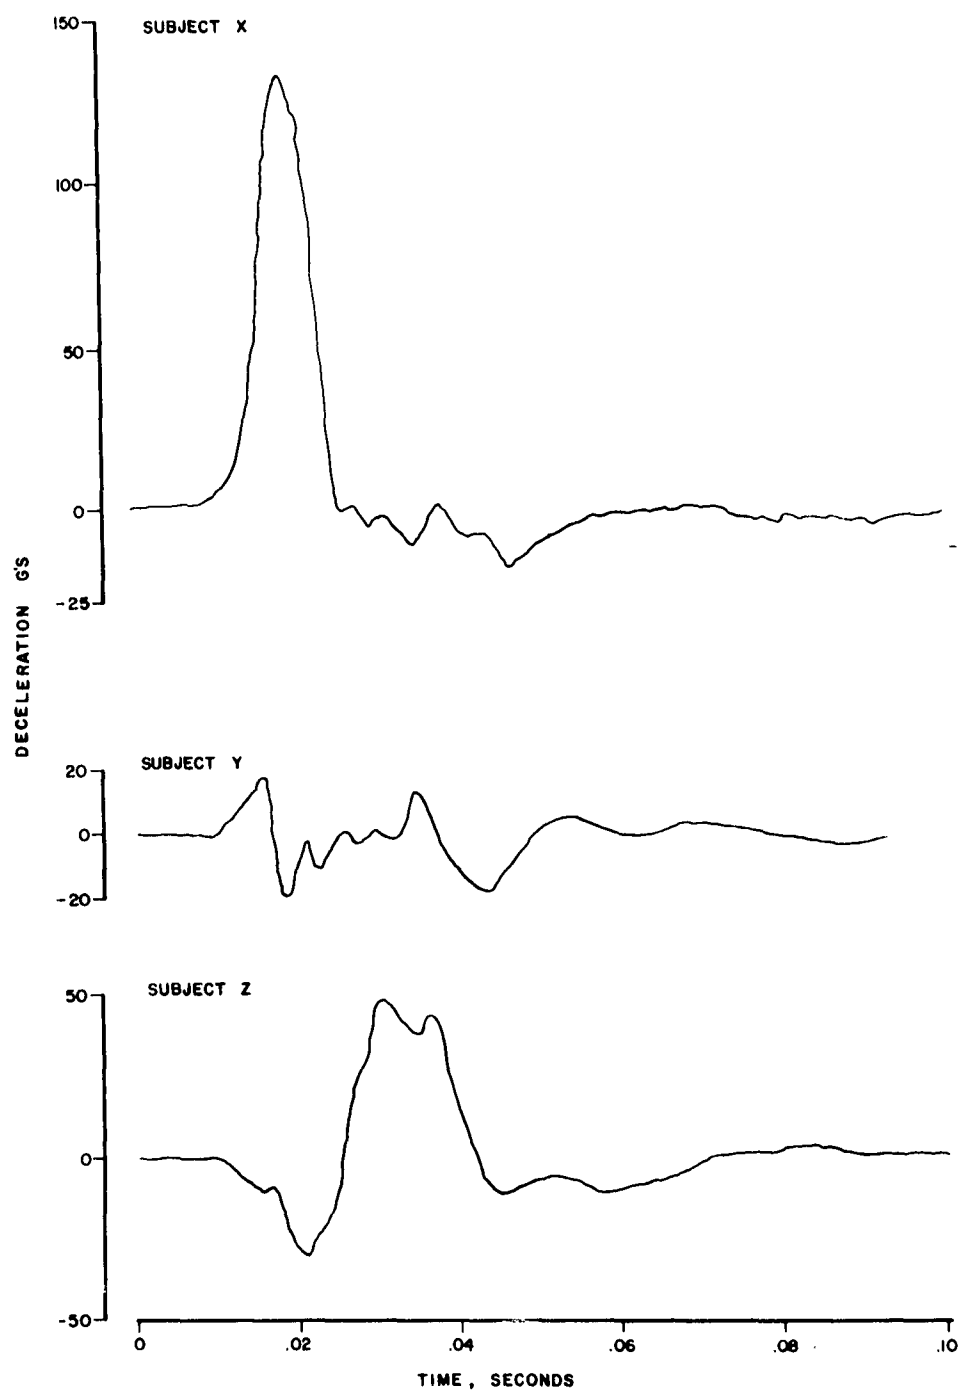 150
SUBJECT X
100
50
0
-25
DECELERATION G'S
20
SUBJECT Y
0
-20
50
SUBJECT Z
0
-50
0 .02 .04 .06 .08 .10
TIME, SECONDS